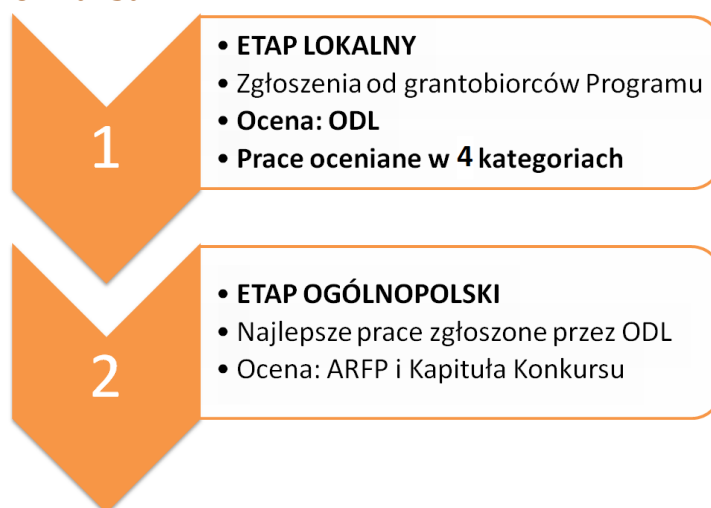 1
• ETAP LOKALNY
• Zgłoszenia od grantobiorców Programu
• Ocena: ODL
• Prace oceniane w 4 kategoriach
2
• ETAP OGÓLNOPOLSKI
• Najlepsze prace zgłoszone przez ODL
• Ocena: ARFP i Kapituła Konkursu